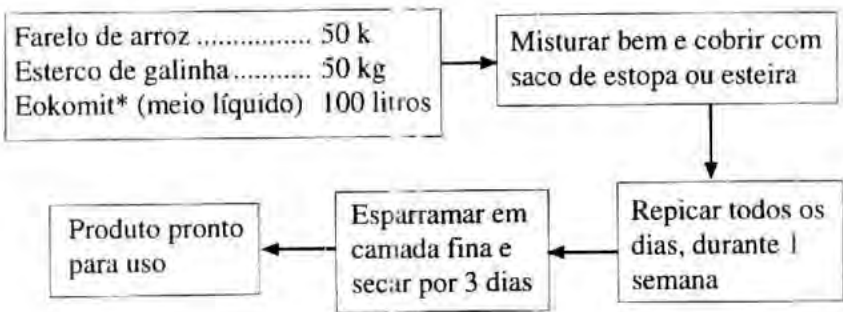 Farelo de arroz ................ 50 k
Esterco de galinha........... 50 kg
Eokomit* (meio líquido) 100 litros
Misturar bem e cobrir com
saco de estopa ou esteira
Repicar todos os
dias, durante 1
semana
Esparramar em
camada fina e
secar por 3 dias
Produto pronto
para uso